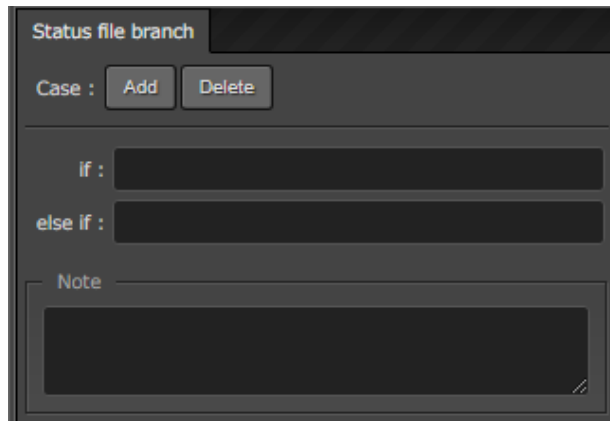 Status file branch
Case : Add Delete
if :
else if :
Note